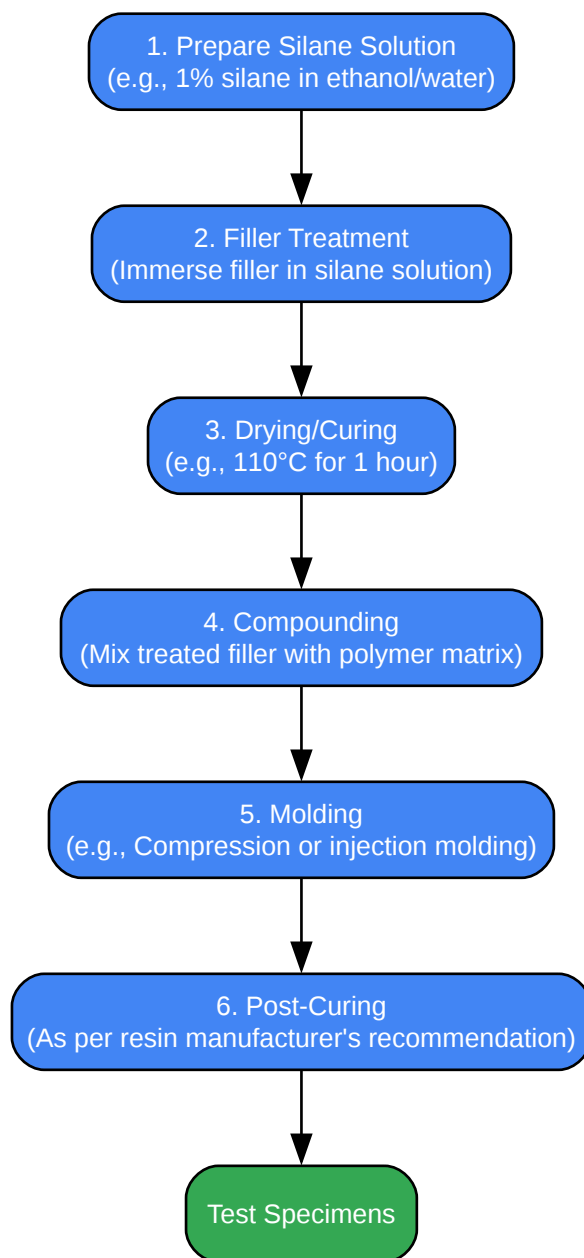 1. Prepare Silane Solution
(e.g., 1% silane in ethanol/water)
2. Filler Treatment
(Immerse filler in silane solution)
3. Drying/Curing
(e.g., 110°C for 1 hour)
4. Compounding
(Mix treated filler with polymer matrix)
5. Molding
(e.g., Compression or injection molding)
6. Post-Curing
(As per resin manufacturer's recommendation)
Test Specimens